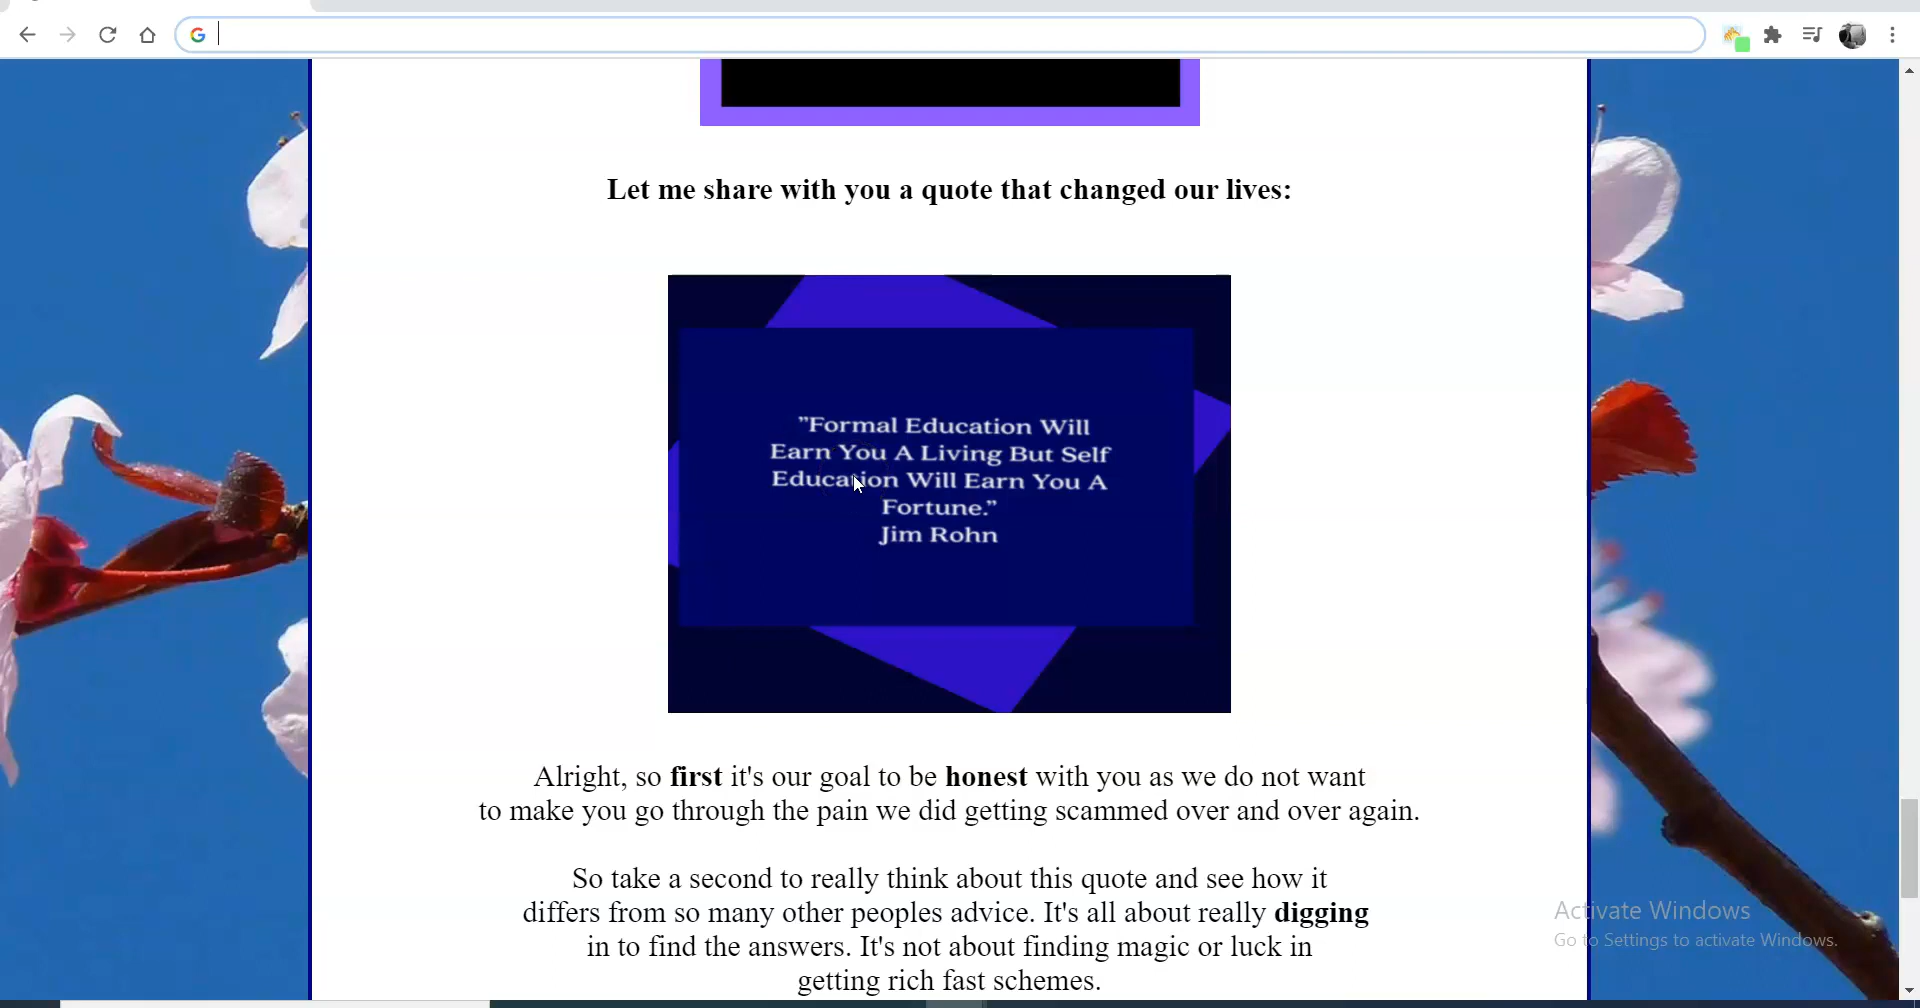 Let me share with you a quote that changed our lives:
”Formal Education Will
Earn You A Living But Self
Education Will Earn You A
Fortune.”
Jim Rohn
Alright, so first it's our goal to be honest with you as we do not want
to make you go through the pain we did getting scammed over and over again.
So take a second to really think about this quote and see how it
differs from so many other peoples advice. It's all about really digging
in to find the answers. It's not about finding magic or luck in
getting rich fast schemes.
Activate Windows
Go to Settings to activate Windows.